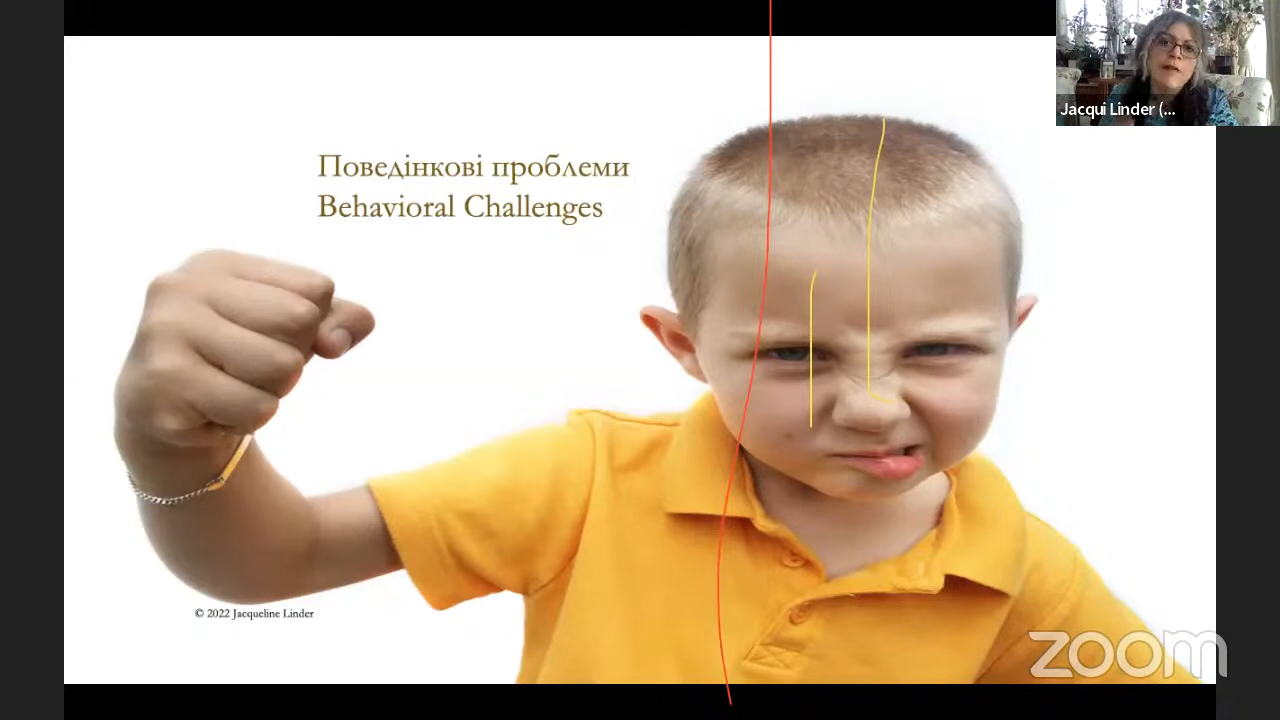 Jacqui Linder (...
Поведінкові проблеми
Behavioral Challenges
© 2022 Jacqueline Linder
zoom